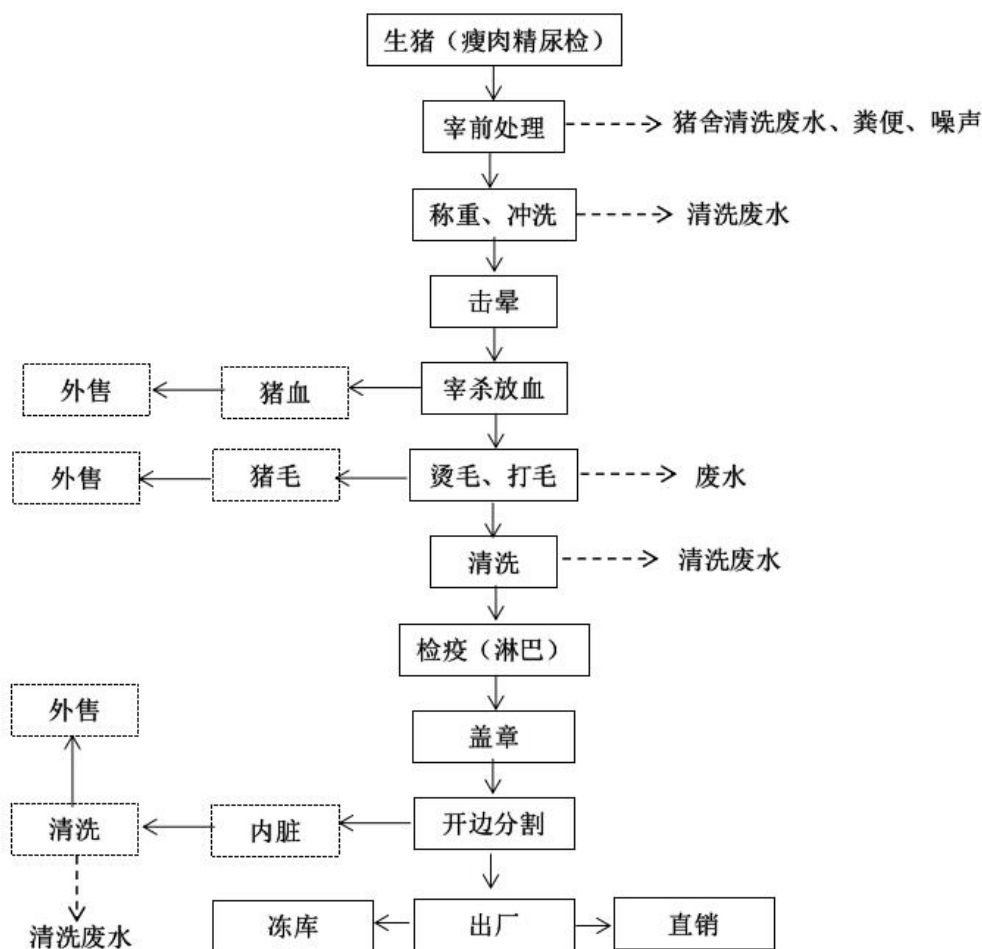 生猪（瘦肉精尿检）
宰前处理
猪舍清洗废水、粪便、噪声
称重、冲洗
清洗废水
击晕
外售
猪血
宰杀放血
外售
猪毛
烫毛、打毛
废水
清洗
清洗废水
检疫（淋巴）
外售
盖章
清洗
内脏
开边分割
清洗废水
冻库
出厂
直销